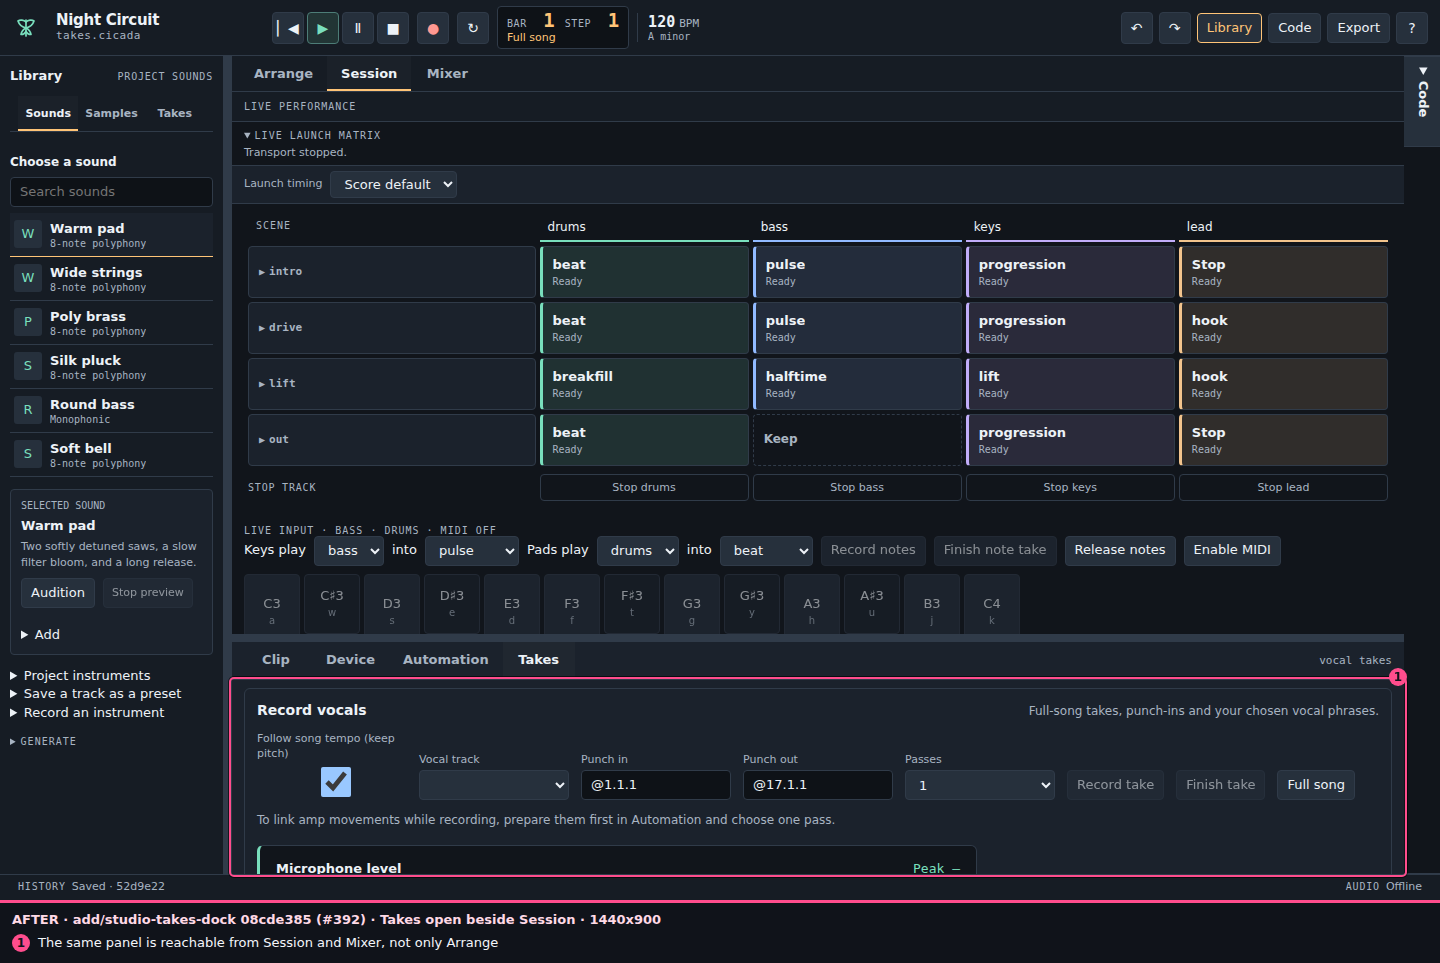 Night Circuit
takes.cicada
BAR 1 STEP 1
Full song
120 BPM
A minor
Library
Code
Export
?
Library
PROJECT SOUNDS
Sounds
Samples
Takes
Choose a sound
Search sounds
W
Warm pad
8-note polyphony
W
Wide strings
8-note polyphony
P
Poly brass
8-note polyphony
S
Silk pluck
8-note polyphony
R
Round bass
Monophonic
S
Soft bell
8-note polyphony
SELECTED SOUND
Warm pad
Two softly detuned saws, a slow
filter bloom, and a long release.
Audition
Stop preview
Add
Project instruments
Save a track as a preset
Record an instrument
GENERATE
Arrange
Session
Mixer
Code
LIVE PERFORMANCE
LIVE LAUNCH MATRIX
Transport stopped.
Launch timing
Score default
SCENE
drums
bass
keys
lead
intro
beat
Ready
pulse
Ready
progression
Ready
Stop
Ready
drive
beat
Ready
pulse
Ready
progression
Ready
hook
Ready
lift
breakfill
Ready
halftime
Ready
lift
Ready
hook
Ready
out
beat
Ready
Keep
progression
Ready
Stop
Ready
STOP TRACK
Stop drums
Stop bass
Stop keys
Stop lead
LIVE INPUT · BASS · DRUMS · MIDI OFF
Keys play
bass
into
pulse
Pads play
drums
into
beat
Record notes
Finish note take
Release notes
Enable MIDI
C3
a
C♯3
w
D3
s
D♯3
e
E3
d
F3
f
F♯3
t
G3
g
G♯3
y
A3
h
A♯3
u
B3
j
C4
k
Clip
Device
Automation
Takes
vocal takes
1
Record vocals
Full-song takes, punch-ins and your chosen vocal phrases.
Follow song tempo (keep
pitch)
Vocal track
Punch in
@1.1.1
Punch out
@17.1.1
Passes
1
Record take
Finish take
Full song
To link amp movements while recording, prepare them first in Automation and choose one pass.
Microphone level
Peak —
HISTORY Saved · 52d9e22
AUDIO Offline
AFTER · add/studio-takes-dock 08cde385 (#392) · Takes open beside Session · 1440x900
1 The same panel is reachable from Session and Mixer, not only Arrange